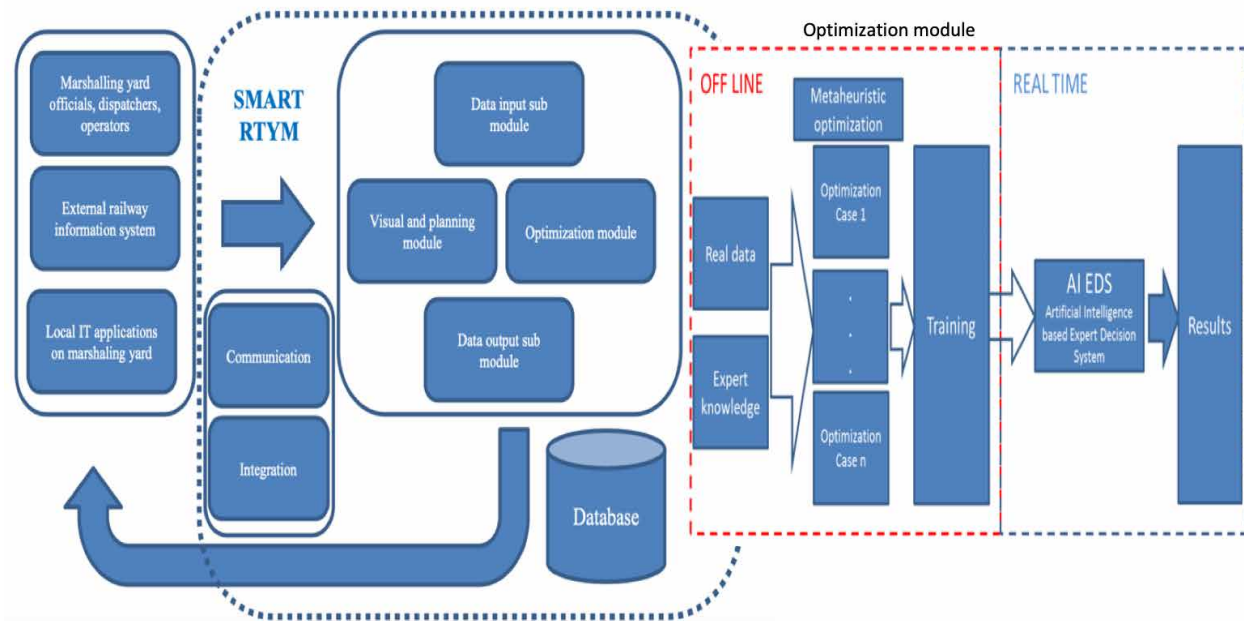 Marshalling yard
officials, dispatchers,
operators
External railway
information system
Local IT applications
on marshaling yard
SMART
RTYM
Communication
Integration
Data input sub
module
Visual and planning
module
Optimization module
Data output sub
module
Database
Optimization module
OFF LINE
Real data
Expert
knowledge
Metaheuristic
optimization
Optimization
Case 1
.
.
.
Optimization
Case n
Training
REAL TIME
AI EDS
Artificial Intelligence
based Expert Decision
System
Results